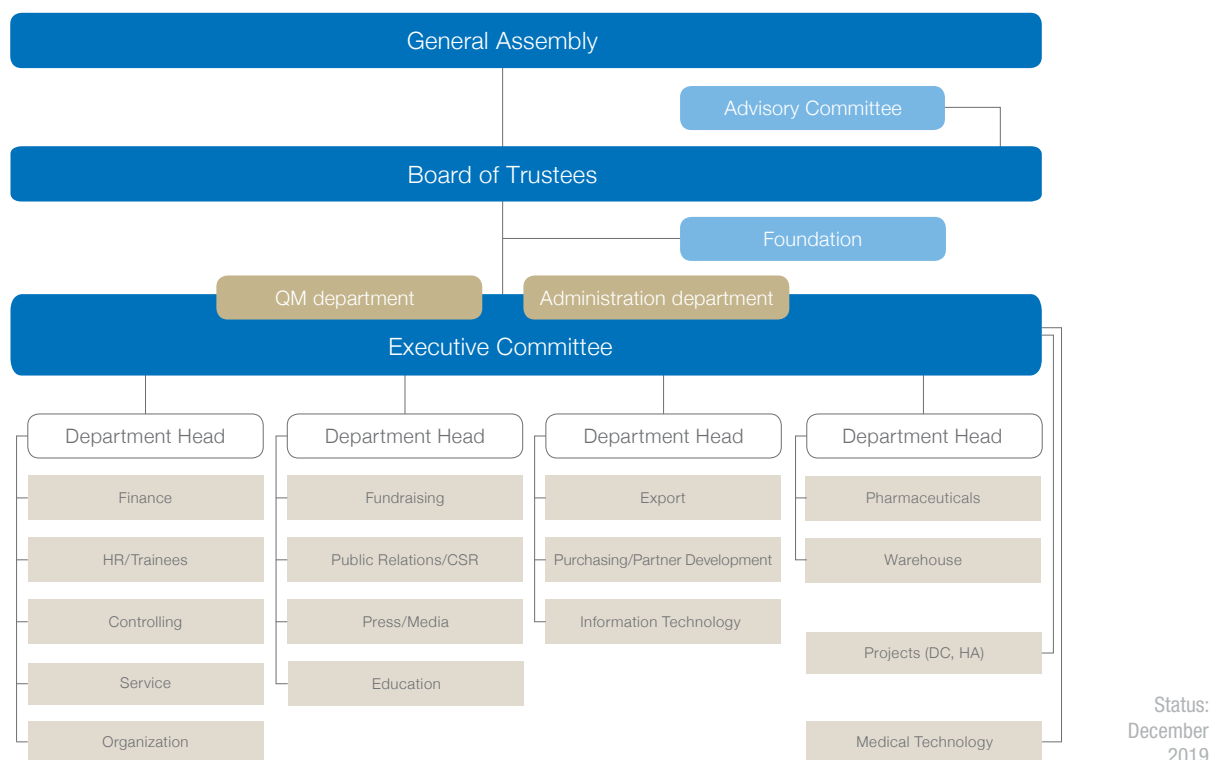 General Assembly
Advisory Committee
Board of Trustees
Foundation
QM department
Administration department
Executive Committee
Department Head
Department Head
Department Head
Department Head
Finance
Fundraising
Export
Pharmaceuticals
HR/Trainees
Public Relations/CSR
Purchasing/Partner Development
Warehouse
Controlling
Press/Media
Information Technology
Projects (DC, HA)
Service
Education
Organization
Medical Technology
Status:
December
2019